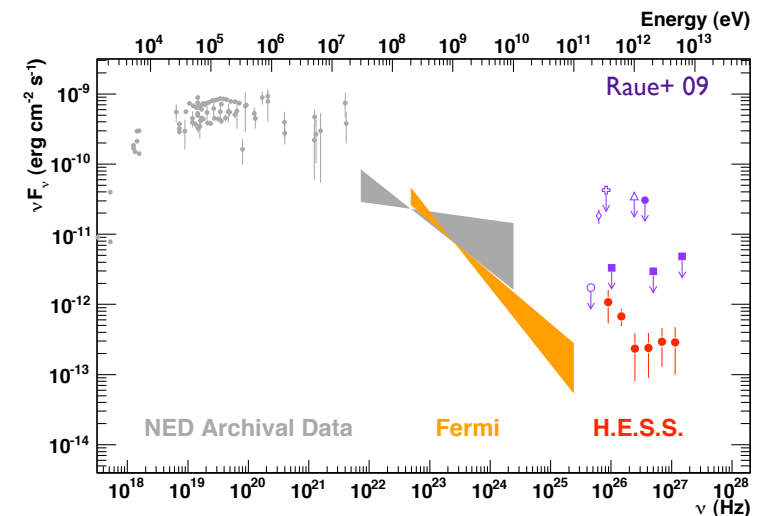 Energy (eV)
10⁴ 10⁵ 10⁶ 10⁷ 10⁸ 10⁹ 10¹⁰ 10¹¹ 10¹² 10¹³
Raue+ 09
ν Fν (erg cm⁻² s⁻¹)
10⁻⁹
10⁻¹⁰
10⁻¹¹
10⁻¹²
10⁻¹³
10⁻¹⁴
NED Archival Data Fermi H.E.S.S.
10¹⁸ 10¹⁹ 10²⁰ 10²¹ 10²² 10²³ 10²⁴ 10²⁵ 10²⁶ 10²⁷ 10²⁸
ν (Hz)